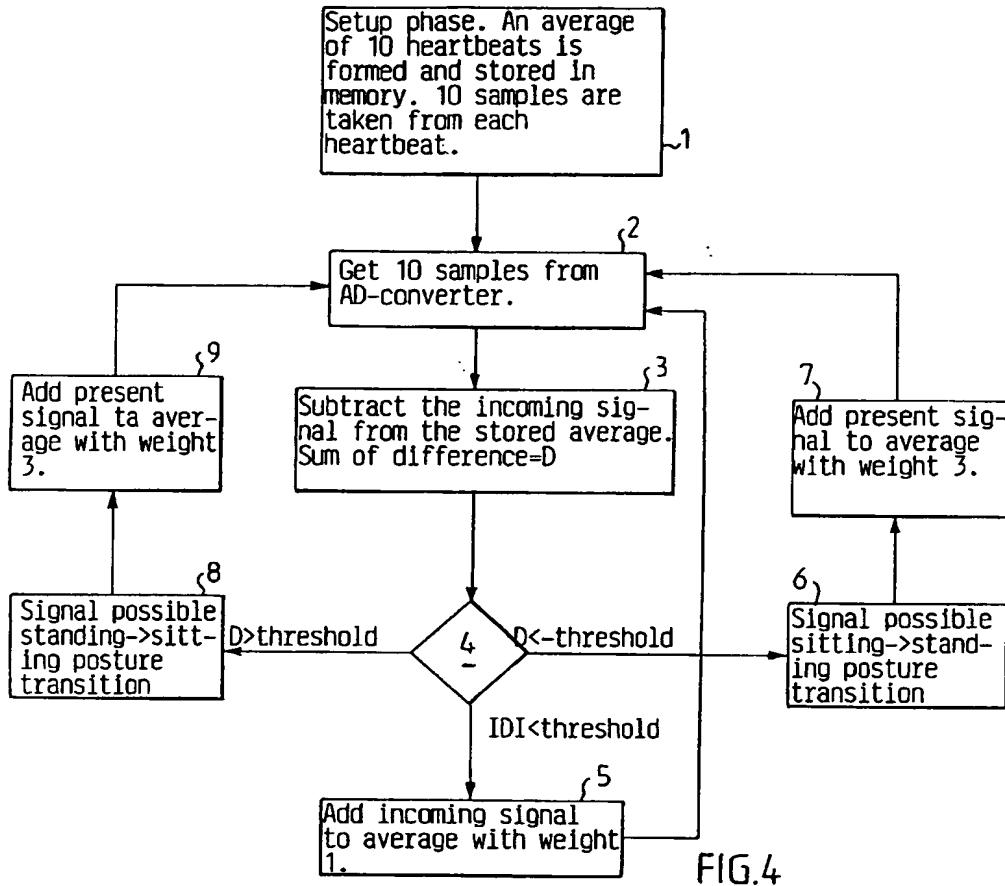 Setup phase. An average
of 10 heartbeats is
formed and stored in
memory. 10 samples are
taken from each
heartbeat.
1
2
Get 10 samples from
AD-converter.
3
Subtract the incoming sig-
nal from the stored average.
Sum of difference=D
9
Add present
signal ta aver-
age with weight
3.
7
Add present sig-
nal to average
with weight 3.
8
Signal possible
standing->sitt-
ing posture
transition
D>threshold
4
D<-threshold
6
Signal possible
sitting->stand-
ing posture
transition
IDI<threshold
5
Add incoming signal
to average with weight
1.
FIG.4